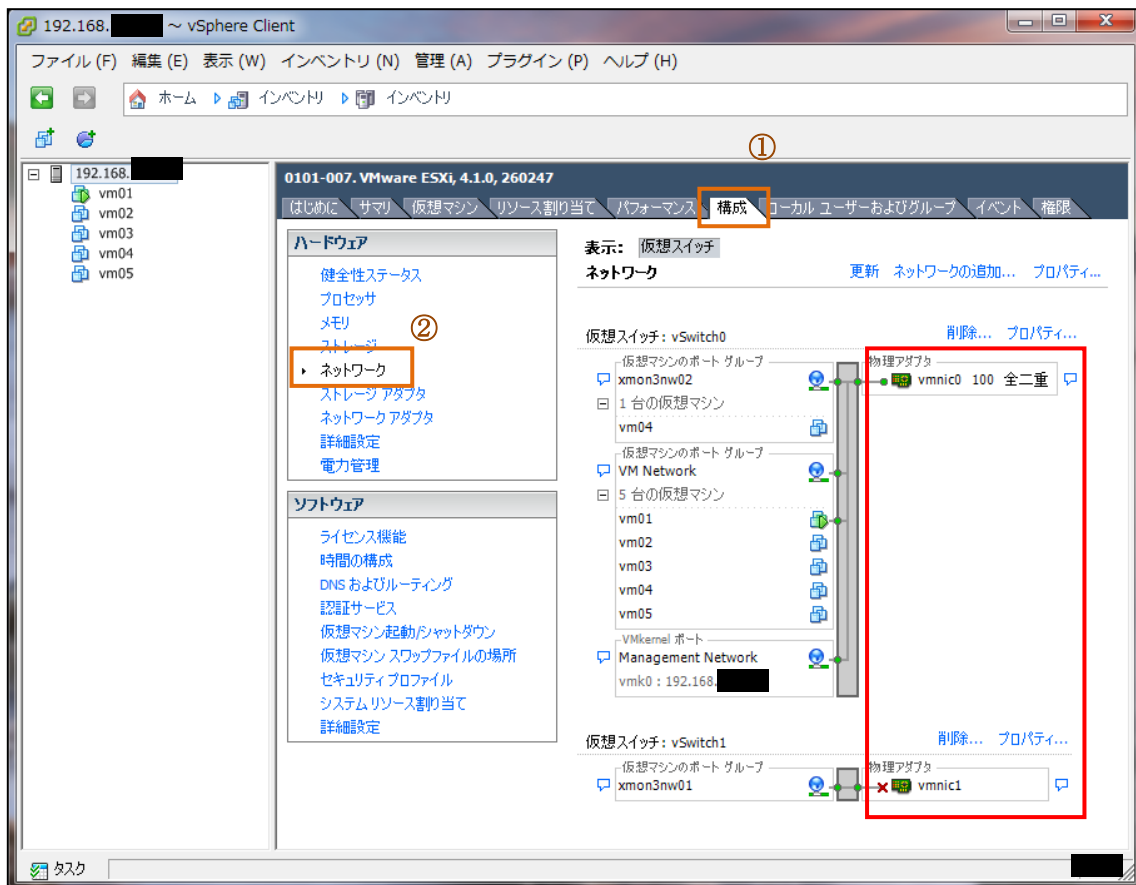 192.168. ~ vSphere Client
ファイル (F) 編集 (E) 表示 (W) インベントリ (N) 管理 (A) プラグイン (P) ヘルプ (H)
ホーム インベントリ インベントリ
①
192.168.
vm01
vm02
vm03
vm04
vm05
0101-007. VMware ESXi, 4.1.0, 260247
はじめに サマリ 仮想マシン リソース割り当て パフォーマンス 構成 ローカル ユーザーおよびグループ イベント 権限
ハードウェア
健全性ステータス
プロセッサ
メモリ
②
ストレージ
ネットワーク
ストレージ アダプタ
ネットワーク アダプタ
詳細設定
電力管理
ソフトウェア
ライセンス機能
時間の構成
DNS およびルーティング
認証サービス
仮想マシン起動/シャットダウン
仮想マシン スワップファイルの場所
セキュリティ プロファイル
システム リソース割り当て
詳細設定
表示: 仮想スイッチ
ネットワーク 更新 ネットワークの追加... プロパティ...
仮想スイッチ: vSwitch0 削除... プロパティ...
仮想マシンのポート グループ 物理アダプタ
xmon3nw02 vmnic0 100 全二重
1 台の仮想マシン
vm04
仮想マシンのポート グループ
VM Network
5 台の仮想マシン
vm01
vm02
vm03
vm04
vm05
VMkernel ポート
Management Network
vmk0 : 192.168.
仮想スイッチ: vSwitch1 削除... プロパティ...
仮想マシンのポート グループ 物理アダプタ
xmon3nw01 vmnic1
タスク